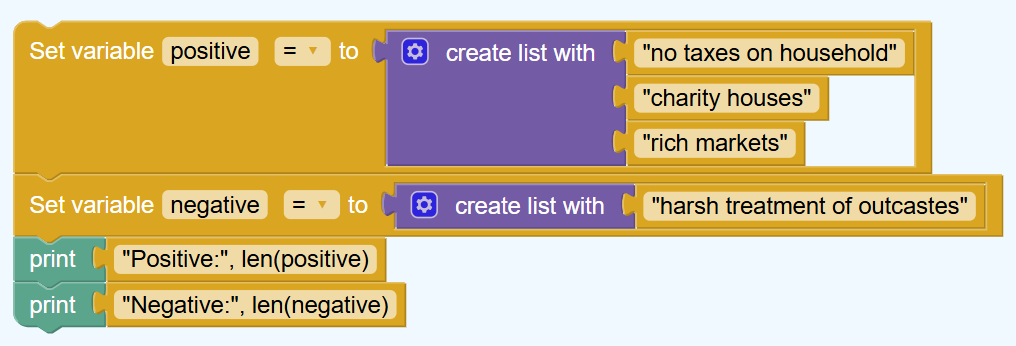 Set variable positive = to create list with "no taxes on household"
"charity houses"
"rich markets"
Set variable negative = to create list with "harsh treatment of outcastes"
print "Positive:", len(positive)
print "Negative:", len(negative)